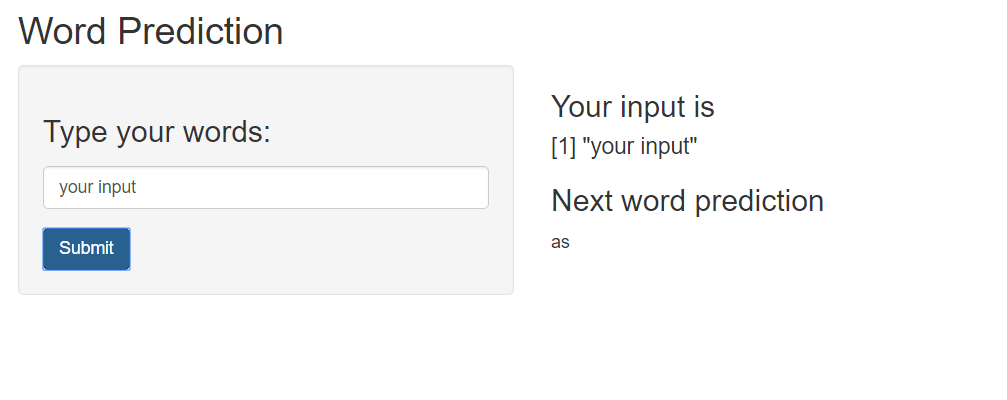 Word Prediction
Type your words:
your input
Submit
Your input is
[1] "your input"
Next word prediction
as